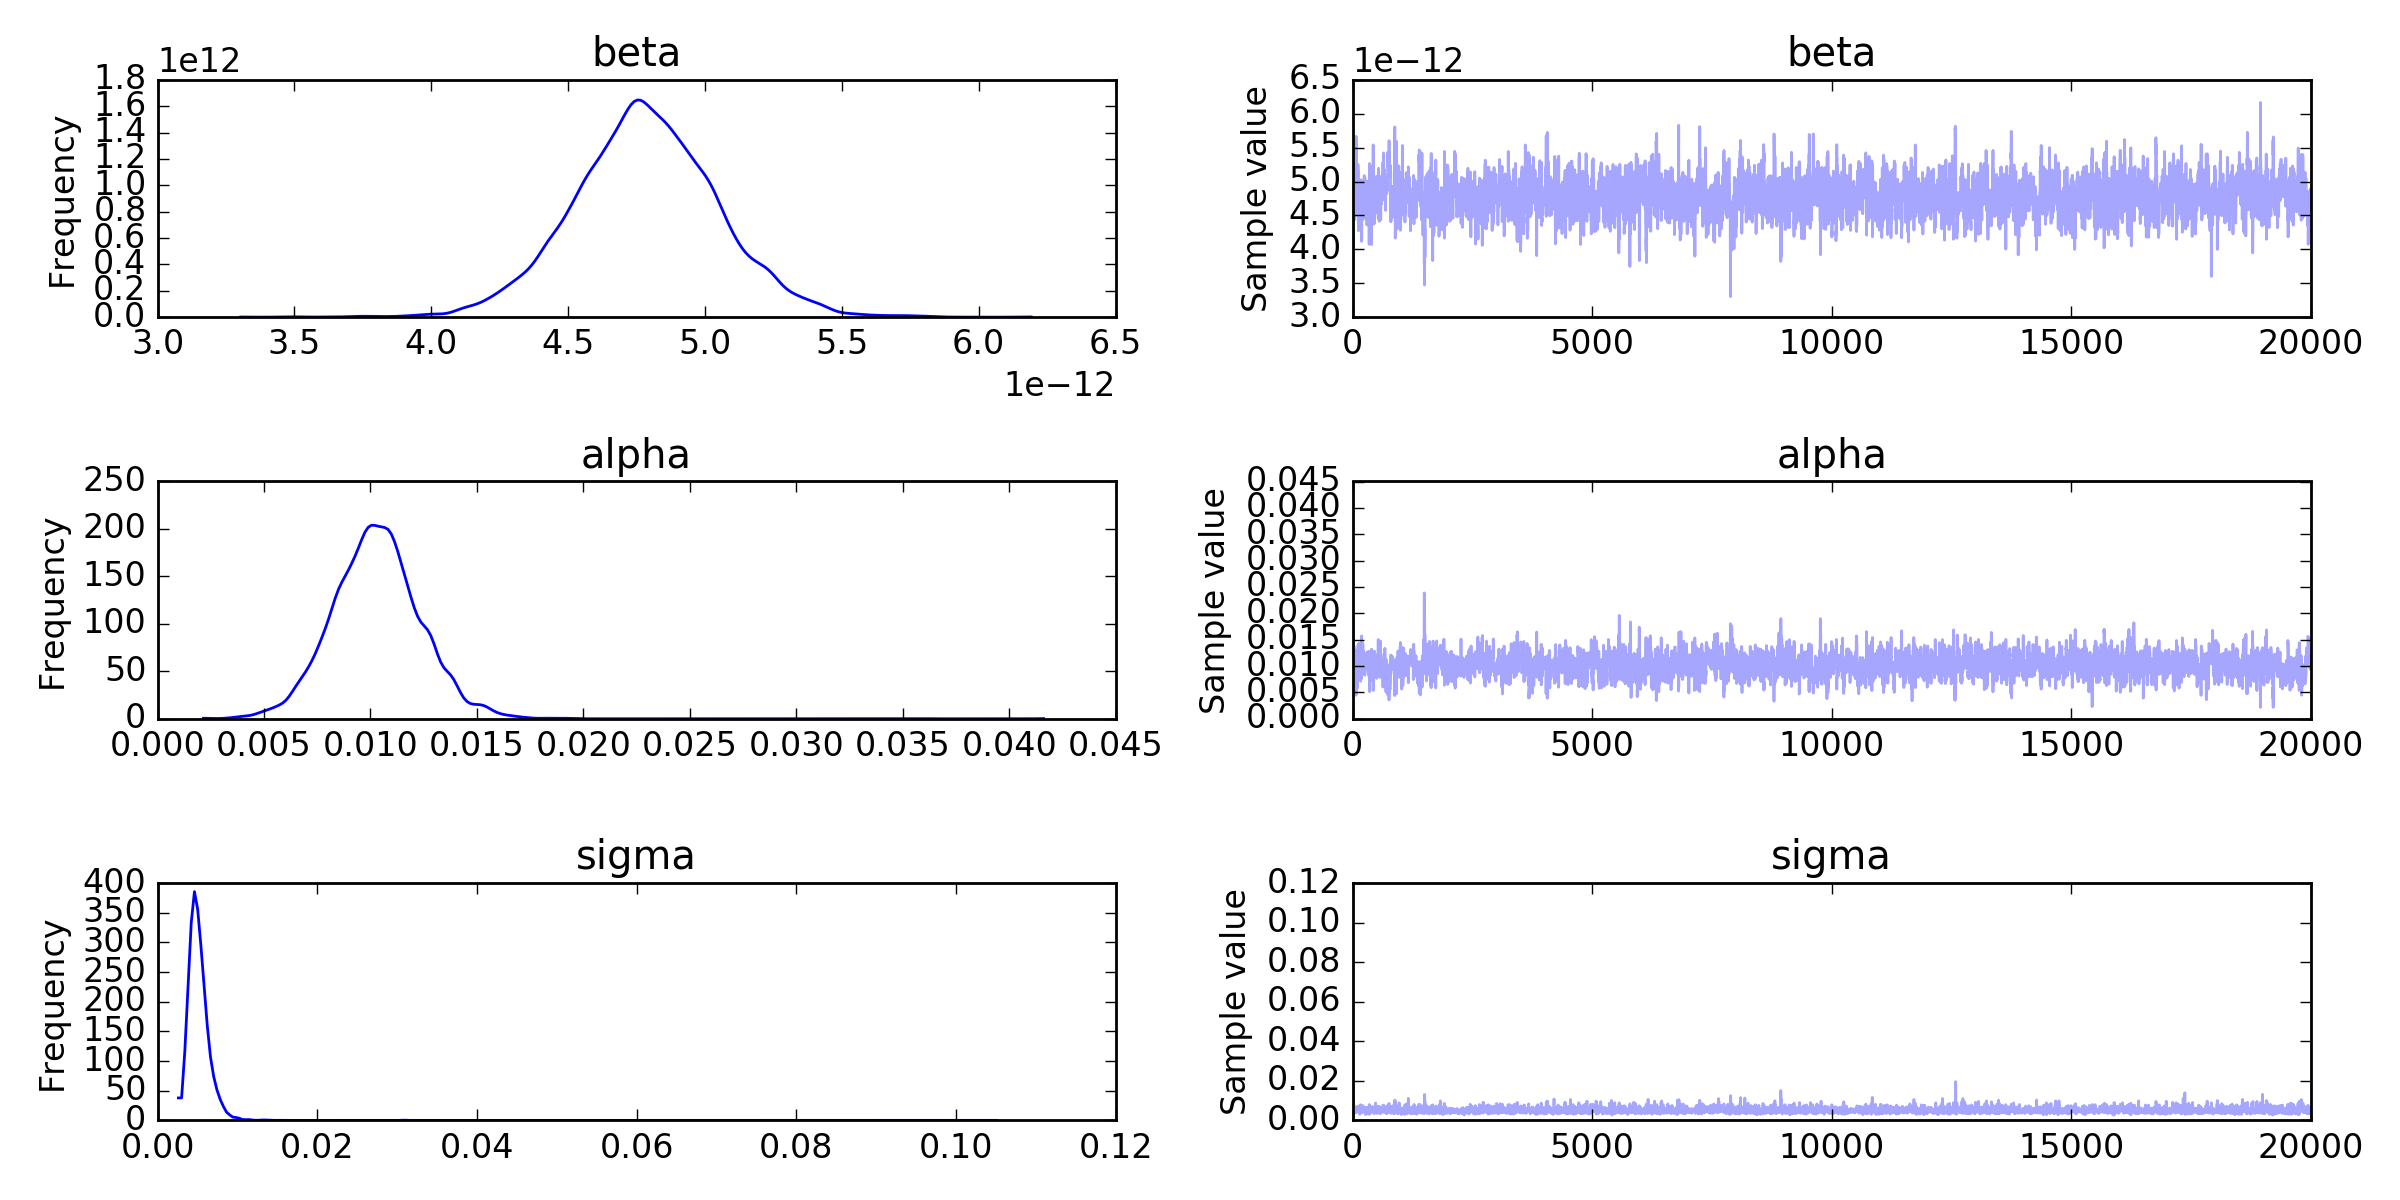 beta
1e12
1.8
1.6
1.4
1.2
1.0
0.8
0.6
0.4
0.2
0.0
Frequency
3.0 3.5 4.0 4.5 5.0 5.5 6.0 6.5
1e−12
beta
1e−12
6.5
6.0
5.5
5.0
4.5
4.0
3.5
3.0
Sample value
0 5000 10000 15000 20000
alpha
250
200
150
100
50
0
Frequency
0.000 0.005 0.010 0.015 0.020 0.025 0.030 0.035 0.040 0.045
alpha
0.045
0.040
0.035
0.030
0.025
0.020
0.015
0.010
0.005
0.000
Sample value
0 5000 10000 15000 20000
sigma
400
350
300
250
200
150
100
50
0
Frequency
0.00 0.02 0.04 0.06 0.08 0.10 0.12
sigma
0.12
0.10
0.08
0.06
0.04
0.02
0.00
Sample value
0 5000 10000 15000 20000